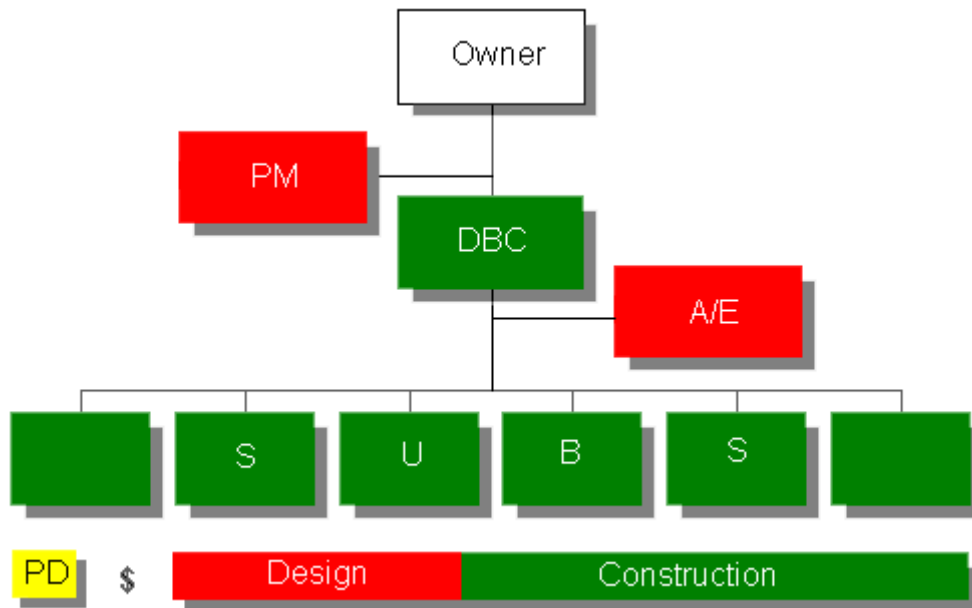 Owner
PM
DBC
A/E
S U B S
PD $ Design Construction